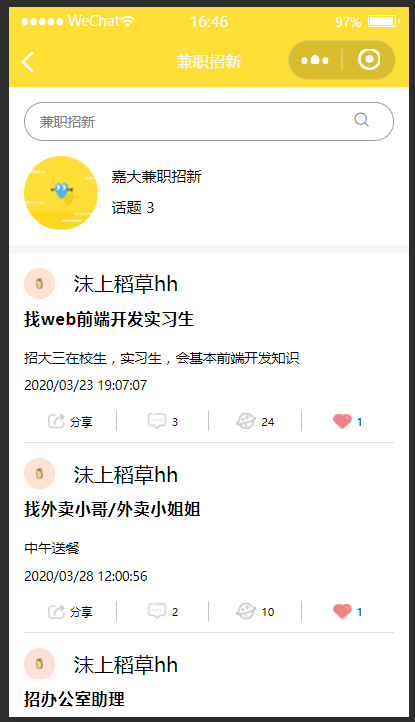 WeChat 16:46 97%
兼职招新
兼职招新
嘉大兼职招新
话题 3
沫上稻草hh
找web前端开发实习生
招大三在校生，实习生，会基本前端开发知识
2020/03/23 19:07:07
分享 3 24 1
沫上稻草hh
找外卖小哥/外卖小姐姐
中午送餐
2020/03/28 12:00:56
分享 2 10 1
沫上稻草hh
招办公室助理